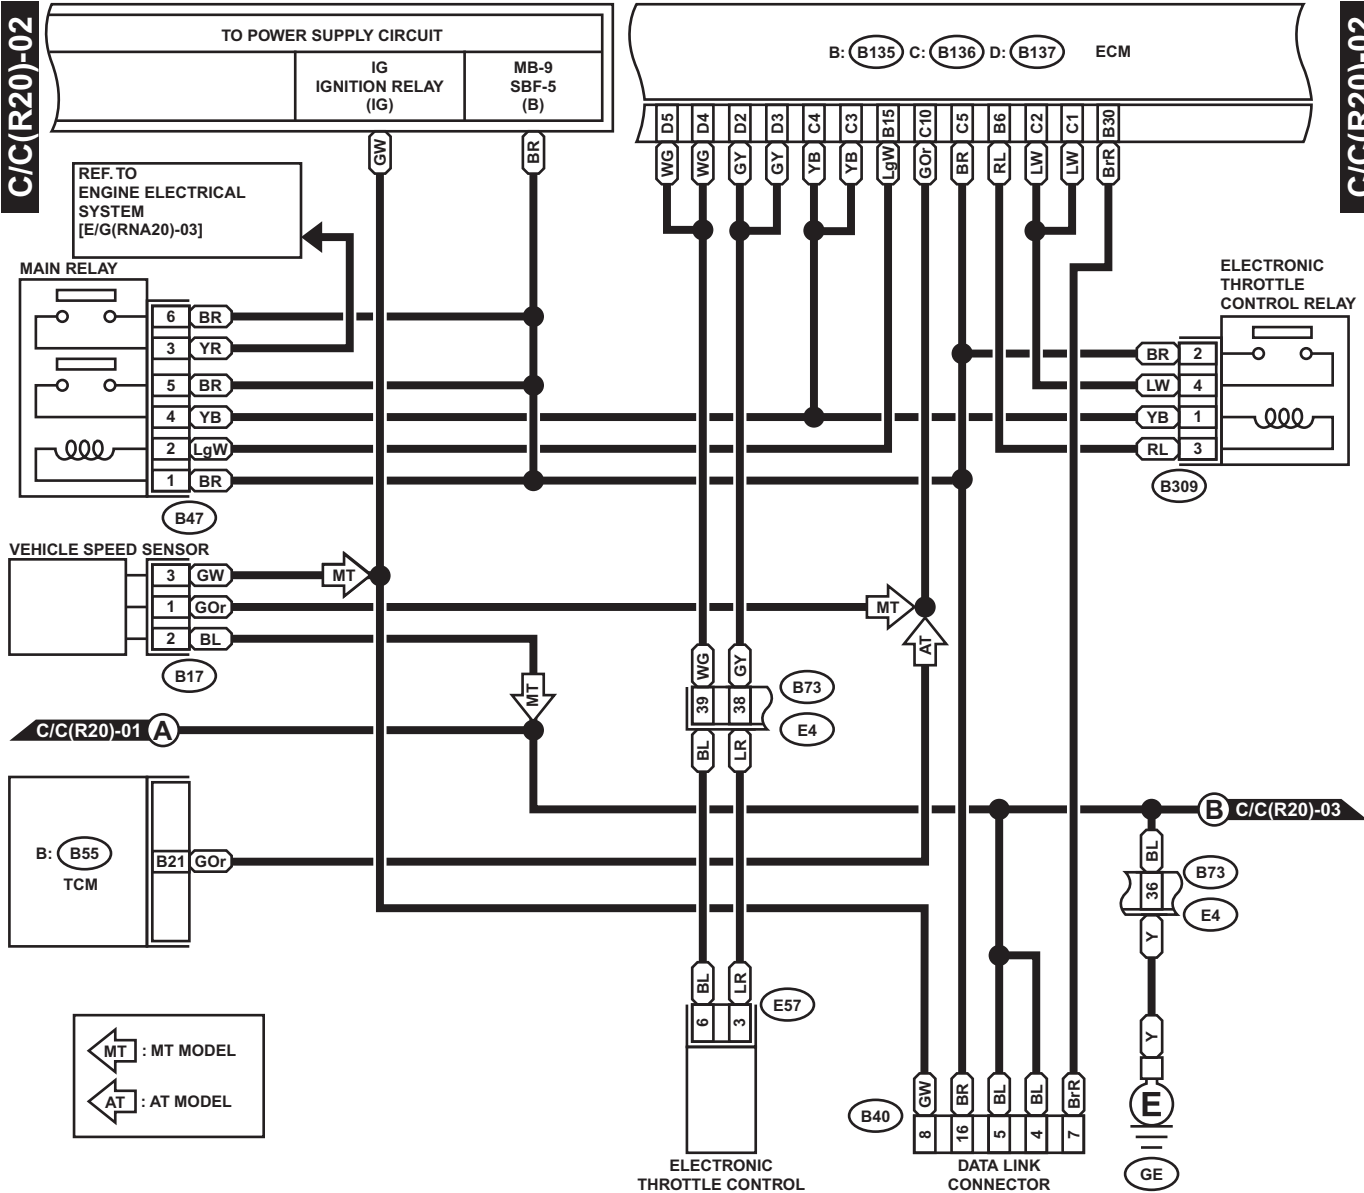 C/C(R20)-02
TO POWER SUPPLY CIRCUIT
IG
IGNITION RELAY
(IG)
MB-9
SBF-5
(B)
B: B135 C: B136 D: B137 ECM
C/C(R20)-02
D5 D4 D2 D3 C4 C3 B15 C10 C5 B6 C2 C1 B30
GW BR
WG WG GY GY YB YB LgW GOr BR RL LW LW BrR
REF. TO
ENGINE ELECTRICAL
SYSTEM
[E/G(RNA20)-03]
MAIN RELAY
6 BR
3 YR
5 BR
4 YB
2 LgW
1 BR
B47
ELECTRONIC
THROTTLE
CONTROL RELAY
BR 2
LW 4
YB 1
RL 3
B309
VEHICLE SPEED SENSOR
3 GW MT
1 GOr MT
2 BL
B17
AT
MT
WG GY
39 38
B73
E4
BL LR
C/C(R20)-01 A
B C/C(R20)-03
B: B55
TCM
B21 GOr
BL
36
B73
E4
Y
BL LR
6 3
E57
Y
E
GE
MT : MT MODEL
AT : AT MODEL
B40
GW BR BL BL BrR
8 16 5 4 7
ELECTRONIC
THROTTLE CONTROL
DATA LINK
CONNECTOR